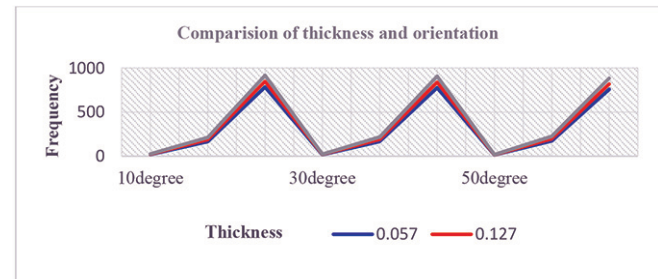 Comparision of thickness and orientation
Frequency
1000
500
0
10degree 30degree 50degree
Thickness 0.057 0.127